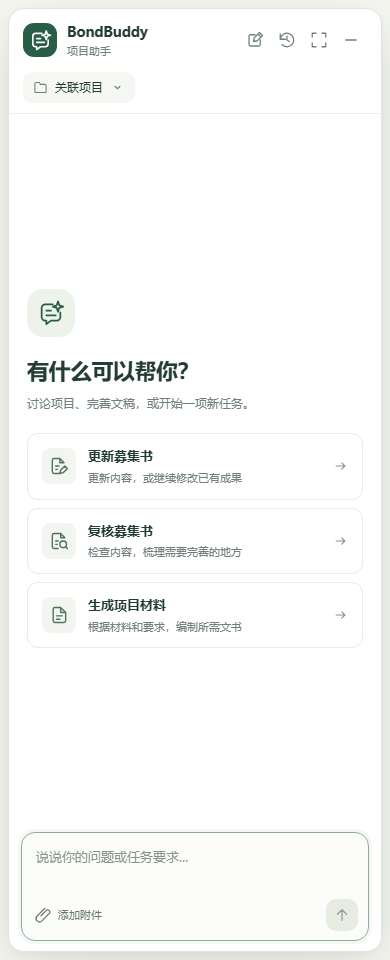 BondBuddy
项目助手
关联项目
有什么可以帮你？
讨论项目、完善文稿，或开始一项新任务。
更新募集书
更新内容，或继续修改已有成果
复核募集书
检查内容，梳理需要完善的地方
生成项目材料
根据材料和要求，编制所需文书
说说你的问题或任务要求...
添加附件